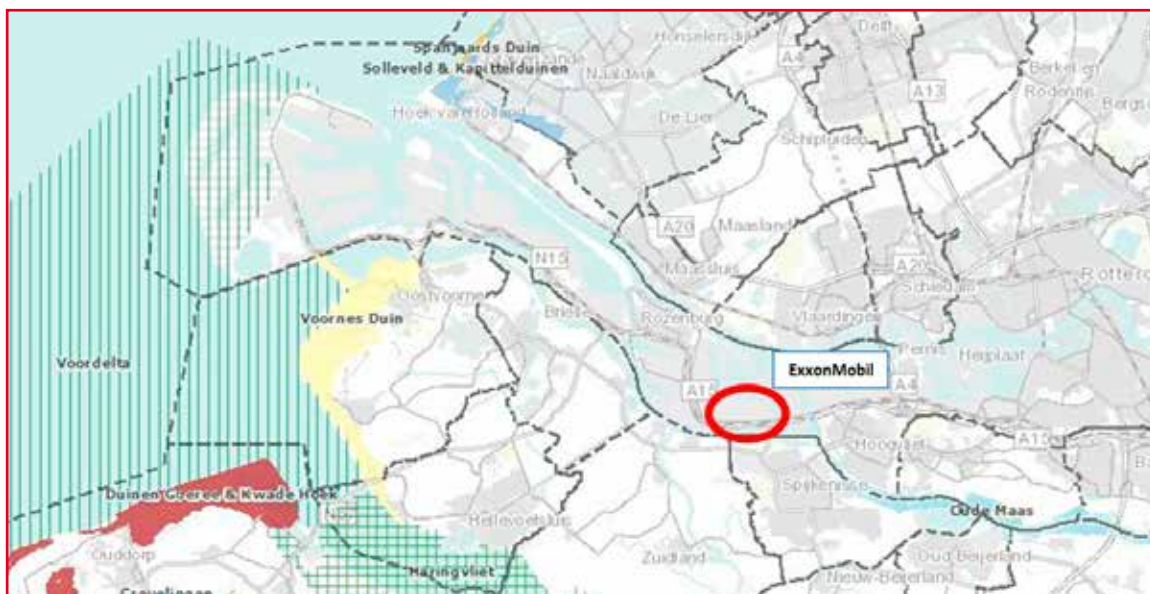 Delft
Honselersdijk
Spanjaards Duin
A4
Solleveld & Kapittelduinen
Naaldwijk
Berkel en
Rodenrijs
A13
Hoek van Holland
De Lier
Schipluiden
A20
Maasland
N15
Maassluis
A20
Schiedam
Oostvoorne
Brielle
Rozenburg
Vlaardingen
Voornes Duin
Pernis
Heijplaat
Voordelta
ExxonMobil
A4
A15
Hoogvliet
A15
Spijkenisse
Duinen Goeree & Kwade Hoek
Oude Maas
Hellevoetsluis
Ouddorp
Zuidland
Oud-Beijerland
Haringvliet
Nieuw-Beijerland